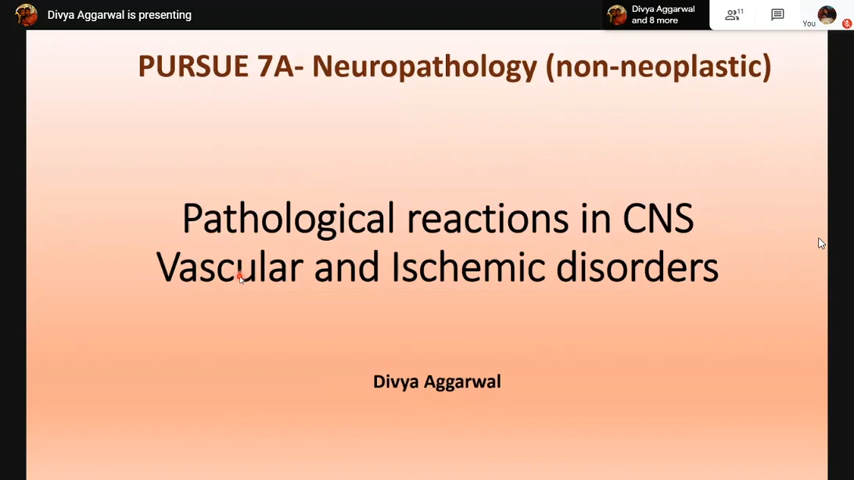 Divya Aggarwal is presenting
Divya Aggarwal
and 8 more
11
You
PURSUE 7A- Neuropathology (non-neoplastic)
Pathological reactions in CNS
Vascular and Ischemic disorders
Divya Aggarwal